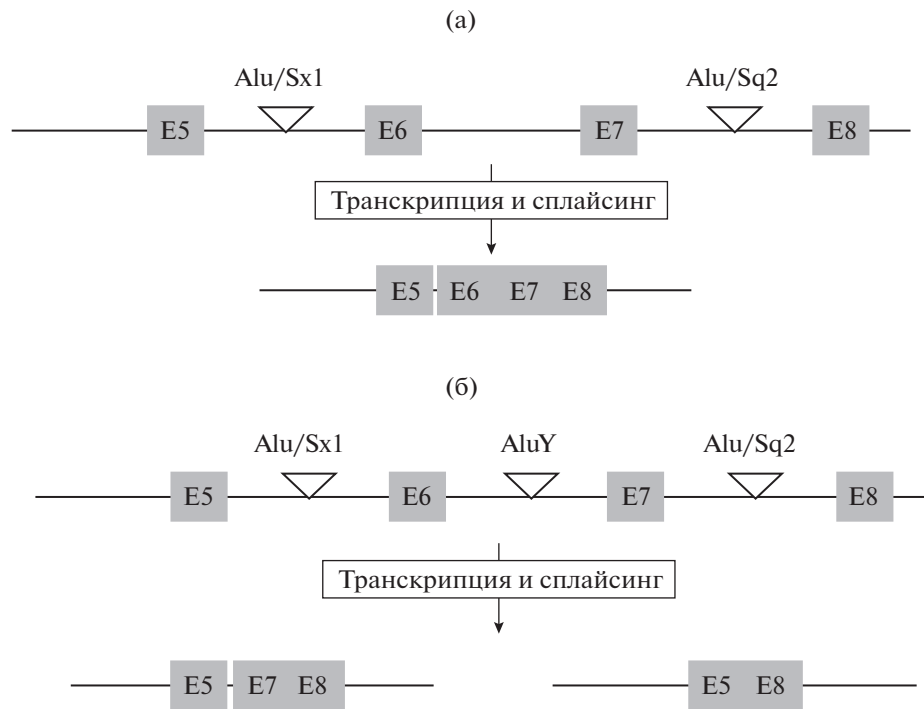 (а)
Alu/Sx1 Alu/Sq2
E5 E6 E7 E8
Транскрипция и сплайсинг
E5 E6 E7 E8
(б)
Alu/Sx1 AluY Alu/Sq2
E5 E6 E7 E8
Транскрипция и сплайсинг
E5 E7 E8 E5 E8